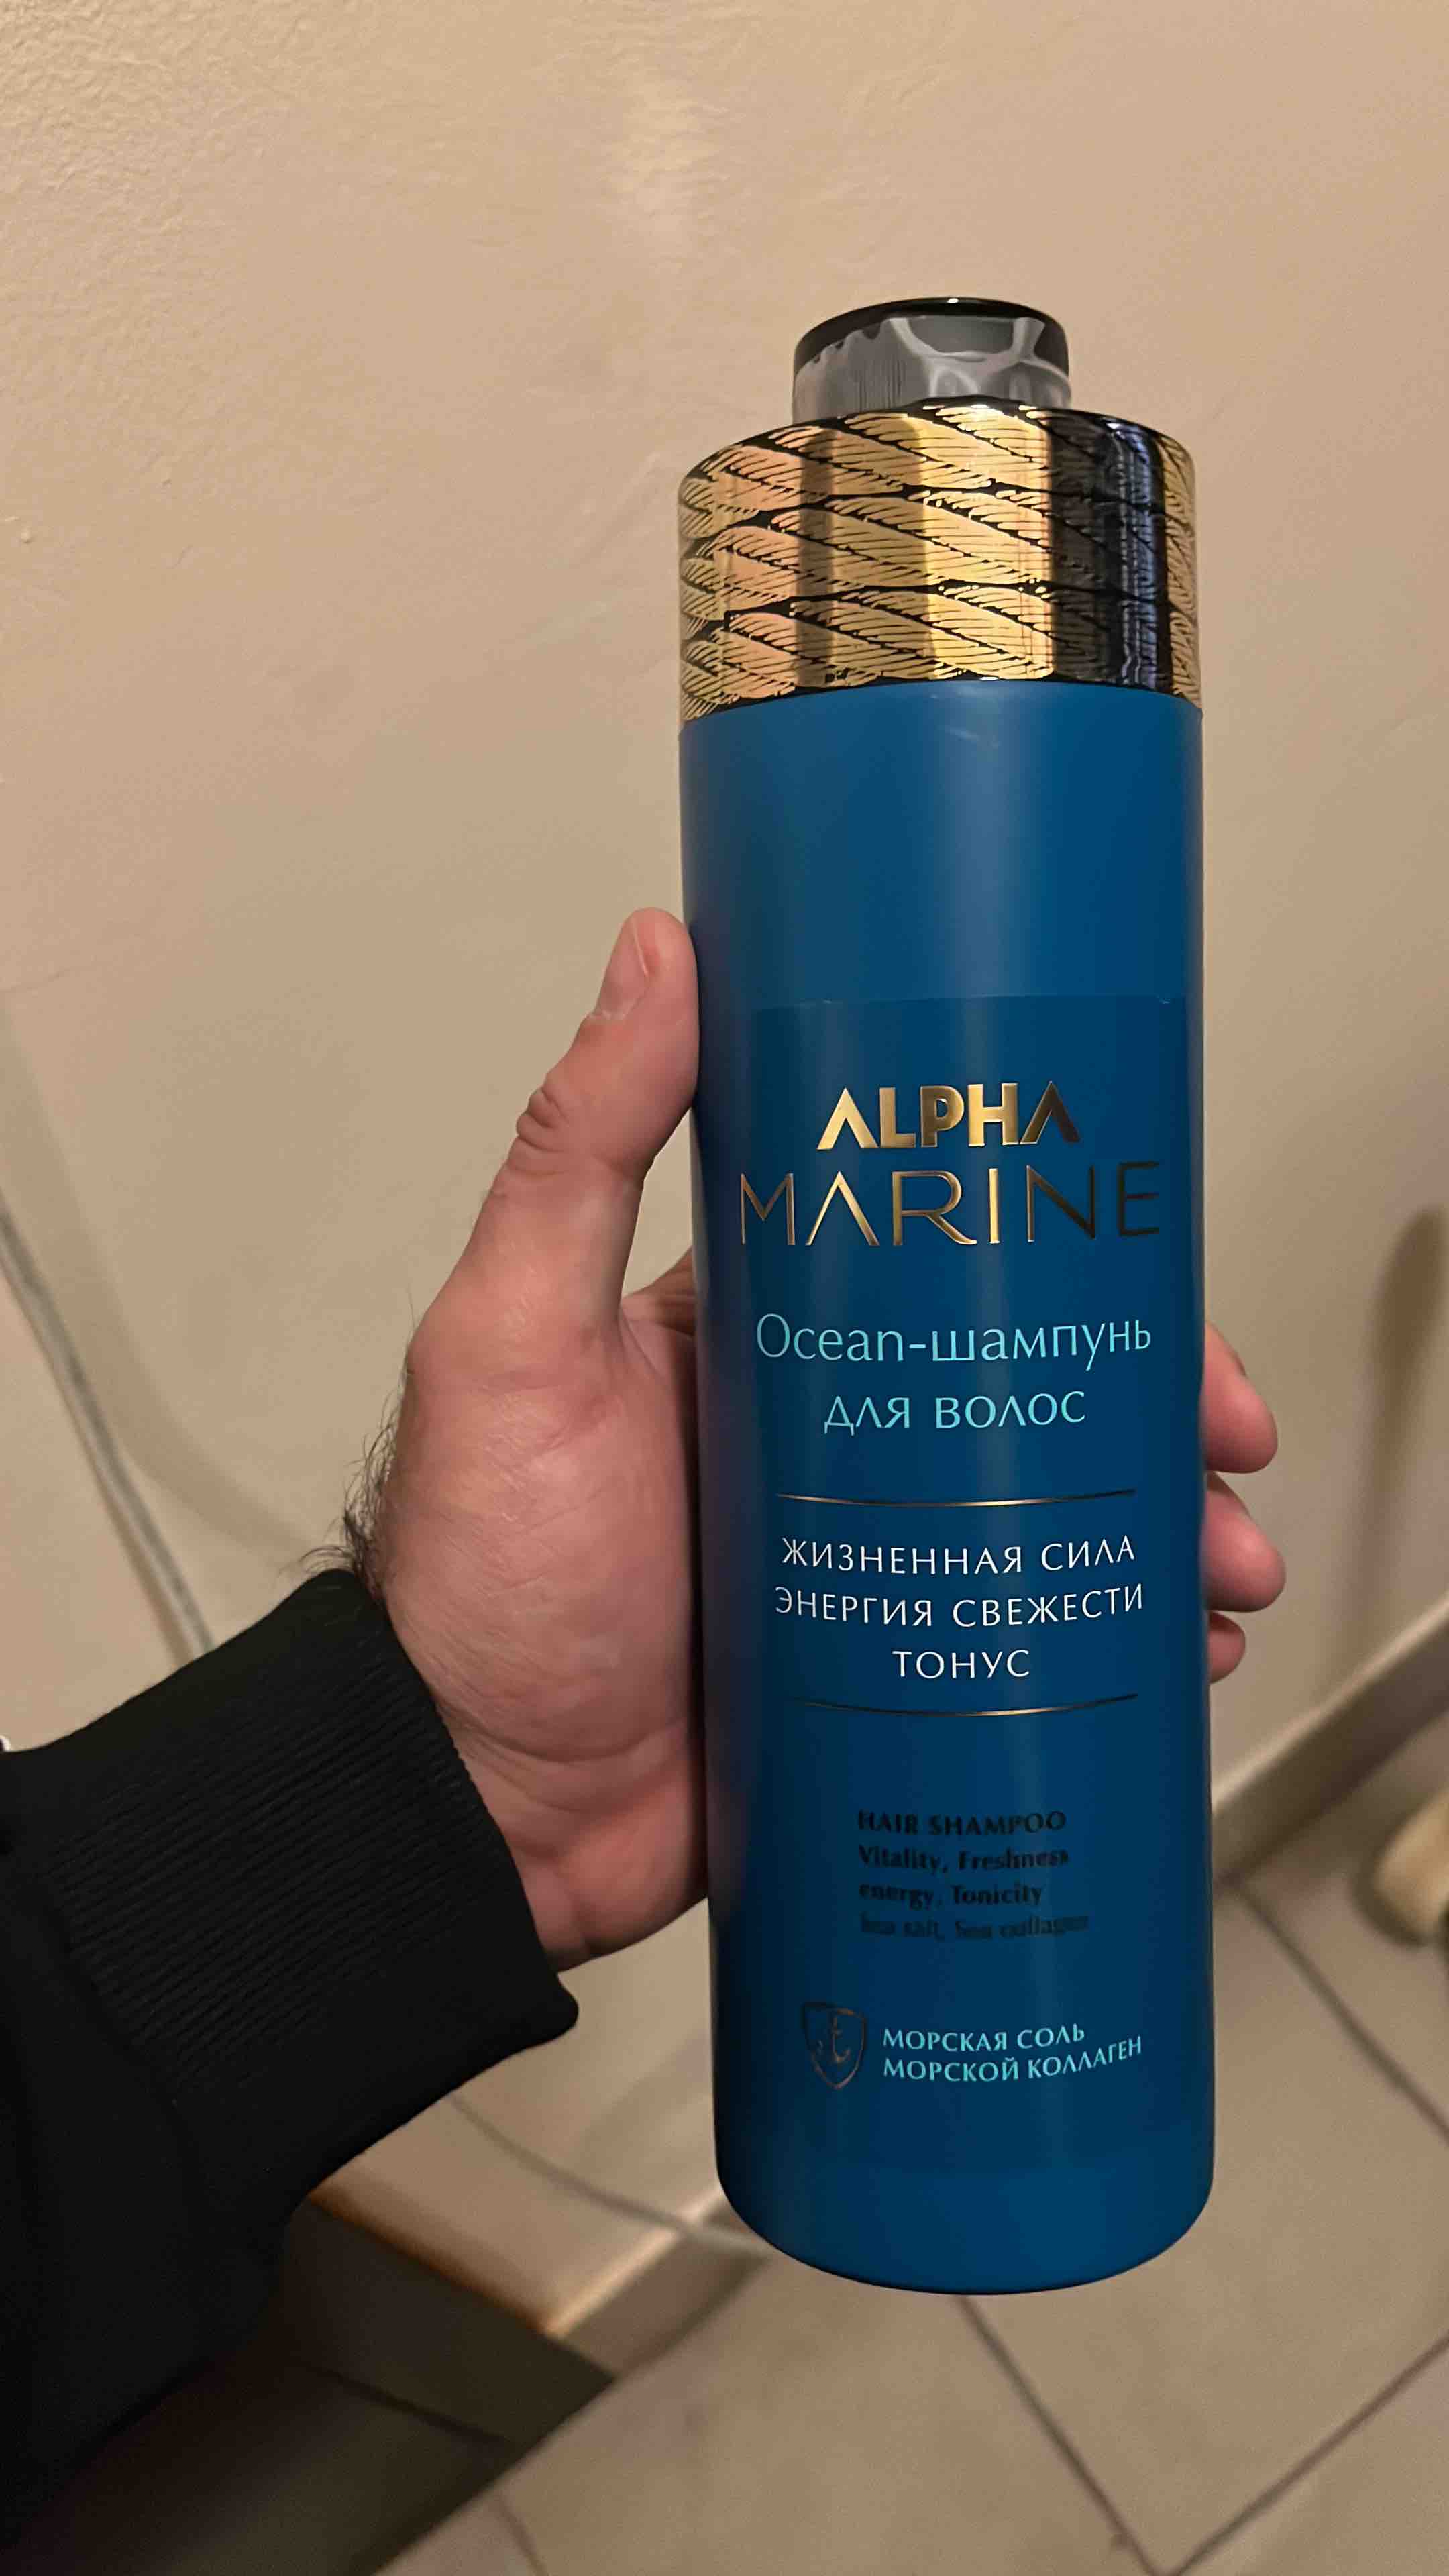 ALPHA
MARINE
Ocean-шампунь
для волос
ЖИЗНЕННАЯ СИЛА
ЭНЕРГИЯ СВЕЖЕСТИ
ТОНУС
HAIR SHAMPOO
Vitality, Freshness
energy, Tonicity
Sea salt, Sea collagen
МОРСКАЯ СОЛЬ
МОРСКОЙ КОЛЛАГЕН